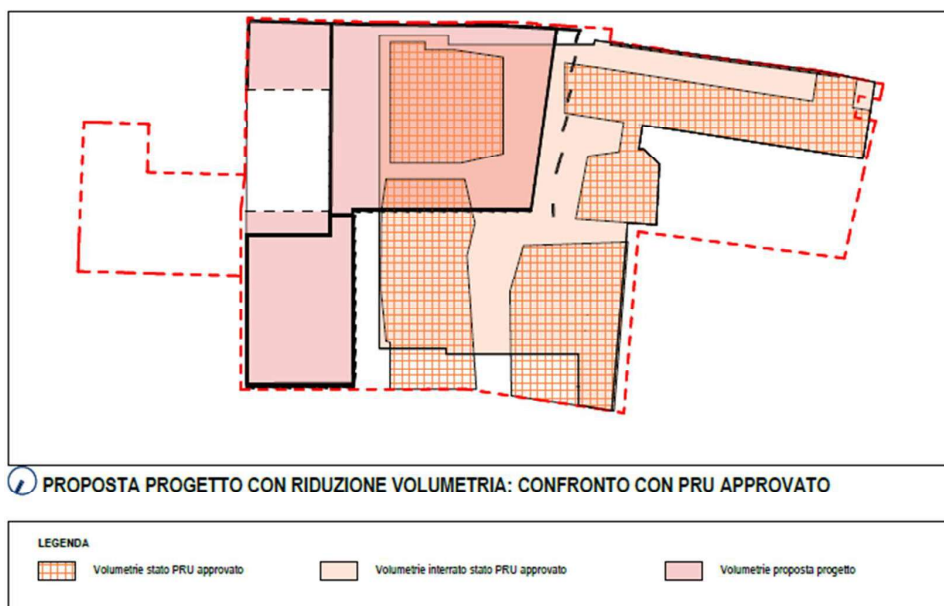 PROPOSTA PROGETTO CON RIDUZIONE VOLUMETRIA: CONFRONTO CON PRU APPROVATO
LEGENDA
Volumetrie stato PRU approvato
Volumetrie interrato stato PRU approvato
Volumetrie proposta progetto